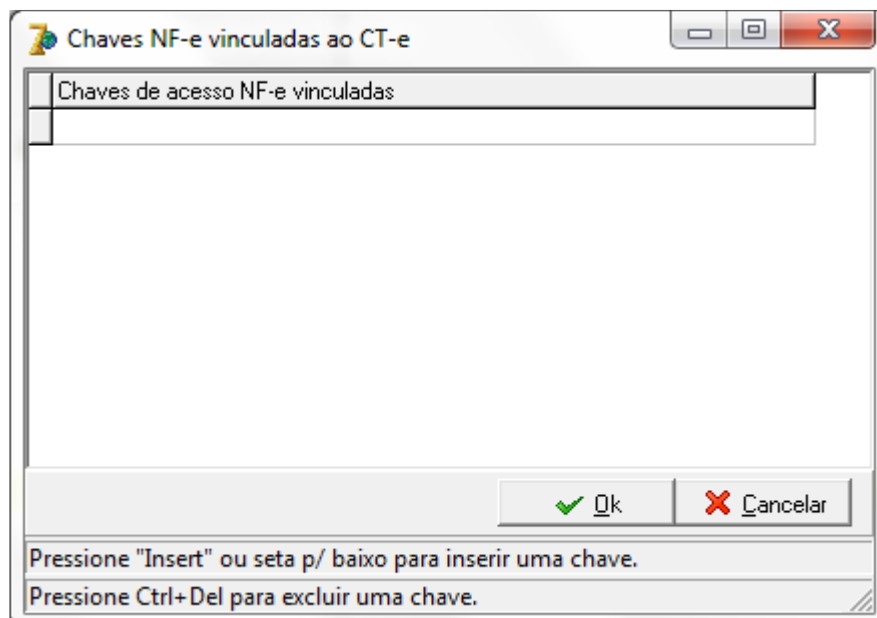 Chaves NF-e vinculadas ao CT-e
Chaves de acesso NF-e vinculadas
Ok
Cancelar
Pressione "Insert" ou seta p/ baixo para inserir uma chave.
Pressione Ctrl+Del para excluir uma chave.